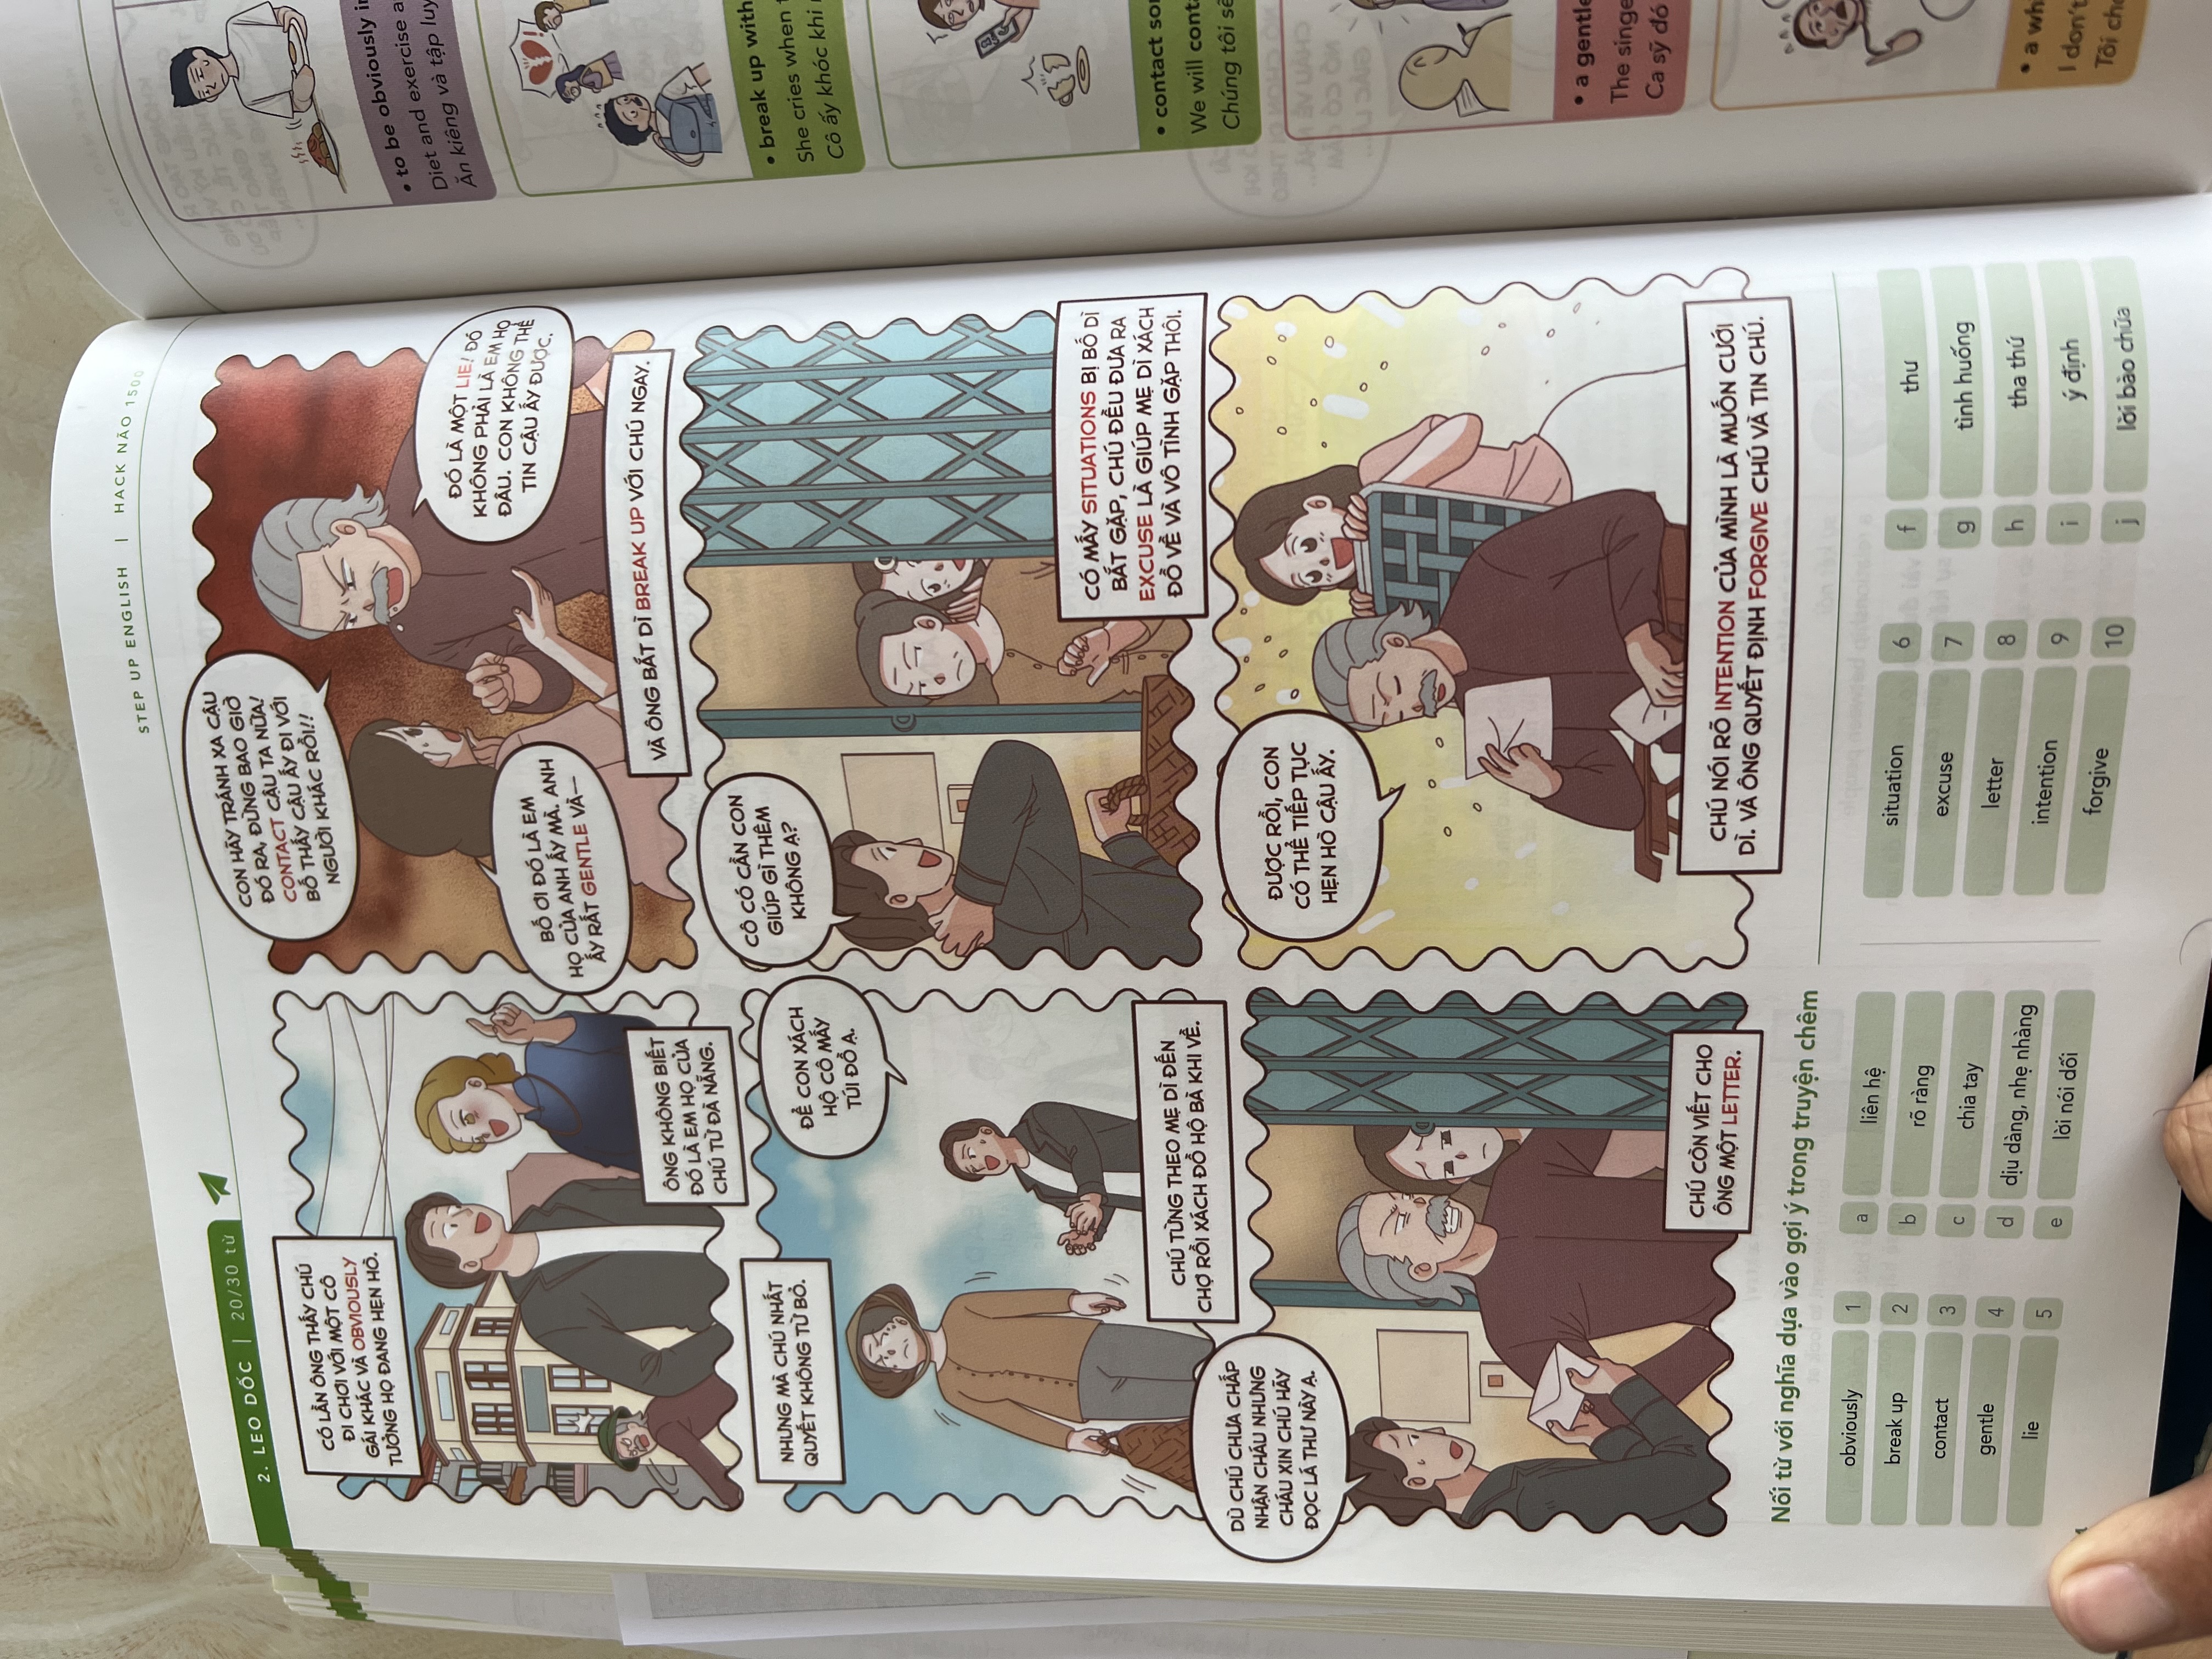 STEP UP ENGLISH | HACK NÃO 1500
2. LEO DỐC | 20/30 từ
CÓ LẦN ÔNG THẤY CHÚ
ĐI CHƠI VỚI MỘT CÔ
GÁI KHÁC VÀ OBVIOUSLY
TƯỞNG HỌ ĐANG HẸN HÒ.
ÔNG KHÔNG BIẾT
ĐÓ LÀ EM HỌ CỦA
CHÚ TỪ ĐÀ NẴNG.
CON HÃY TRÁNH XA CẬU
ĐÓ RA, ĐỪNG BAO GIỜ
CONTACT CẬU TA NỮA!
BỐ THẤY CẬU ẤY ĐI VỚI
NGƯỜI KHÁC RỒI!!
BỐ ƠI ĐÓ LÀ EM
HỌ CỦA ANH ẤY MÀ. ANH
ẤY RẤT GENTLE VÀ—
ĐÓ LÀ MỘT LIE! ĐÓ
KHÔNG PHẢI LÀ EM HỌ
ĐÂU. CON KHÔNG THỂ
TIN CẬU ẤY ĐƯỢC.
VÀ ÔNG BẮT DÌ BREAK UP VỚI CHÚ NGAY.
NHƯNG MÀ CHÚ NHẤT
QUYẾT KHÔNG TỪ BỎ.
ĐỂ CON XÁCH
HỘ CÔ MẤY
TÚI ĐỒ Ạ.
CHÚ TỪNG THEO MẸ DÌ ĐẾN
CHỢ RỒI XÁCH ĐỒ HỘ BÀ KHI VỀ.
CÔ CÓ CẦN CON
GIÚP GÌ THÊM
KHÔNG Ạ?
CÓ MẤY SITUATIONS BỊ BỐ DÌ
BẮT GẶP, CHÚ ĐỀU ĐƯA RA
EXCUSE LÀ GIÚP MẸ DÌ XÁCH
ĐỒ VỀ VÀ VÔ TÌNH GẶP THÔI.
DÙ CHÚ CHƯA CHẤP
NHẬN CHÁU NHƯNG
CHÁU XIN CHÚ HÃY
ĐỌC LÁ THƯ NÀY Ạ.
CHÚ CÒN VIẾT CHO
ÔNG MỘT LETTER.
ĐƯỢC RỒI, CON
CÓ THỂ TIẾP TỤC
HẸN HÒ CẬU ẤY.
CHÚ NÓI RÕ INTENTION CỦA MÌNH LÀ MUỐN CƯỚI
DÌ. VÀ ÔNG QUYẾT ĐỊNH FORGIVE CHÚ VÀ TIN CHÚ.
Nối từ với nghĩa dựa vào gợi ý trong truyện chêm
obviously 1 a liên hệ
break up 2 b rõ ràng
contact 3 c chia tay
gentle 4 d dịu dàng, nhẹ nhàng
lie 5 e lời nói dối
situation 6 f thư
excuse 7 g tình huống
letter 8 h tha thứ
intention 9 i ý định
forgive 10 j lời bào chữa
• to be obviously
Diet and exercise
Ăn kiêng và tập
• break up with
She cries when
Cô ấy khóc khi
• contact
We will
Chúng tôi
• a gentle
The
Ca sỹ đó
• a
I don't
Tôi